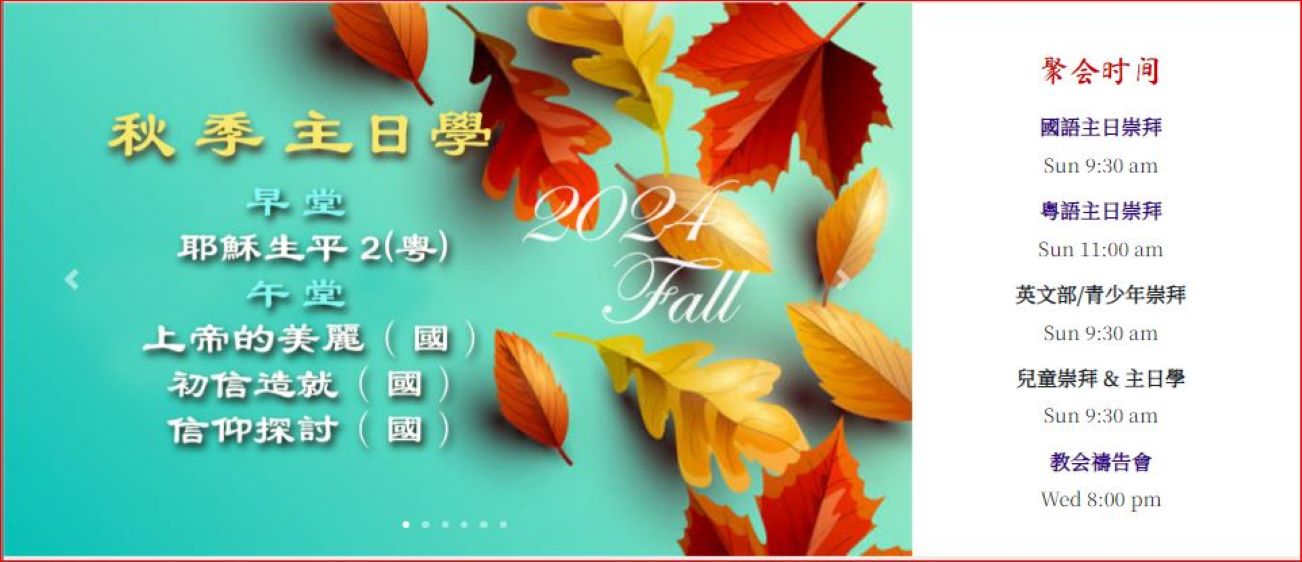 秋季主日學
早堂
耶穌生平 2(粵)
午堂
上帝的美麗（國）
初信造就（國）
信仰探討（國）
2024
Fall
聚会时间
國語主日崇拜
Sun 9:30 am
粵語主日崇拜
Sun 11:00 am
英文部/青少年崇拜
Sun 9:30 am
兒童崇拜 & 主日學
Sun 9:30 am
教会禱告會
Wed 8:00 pm